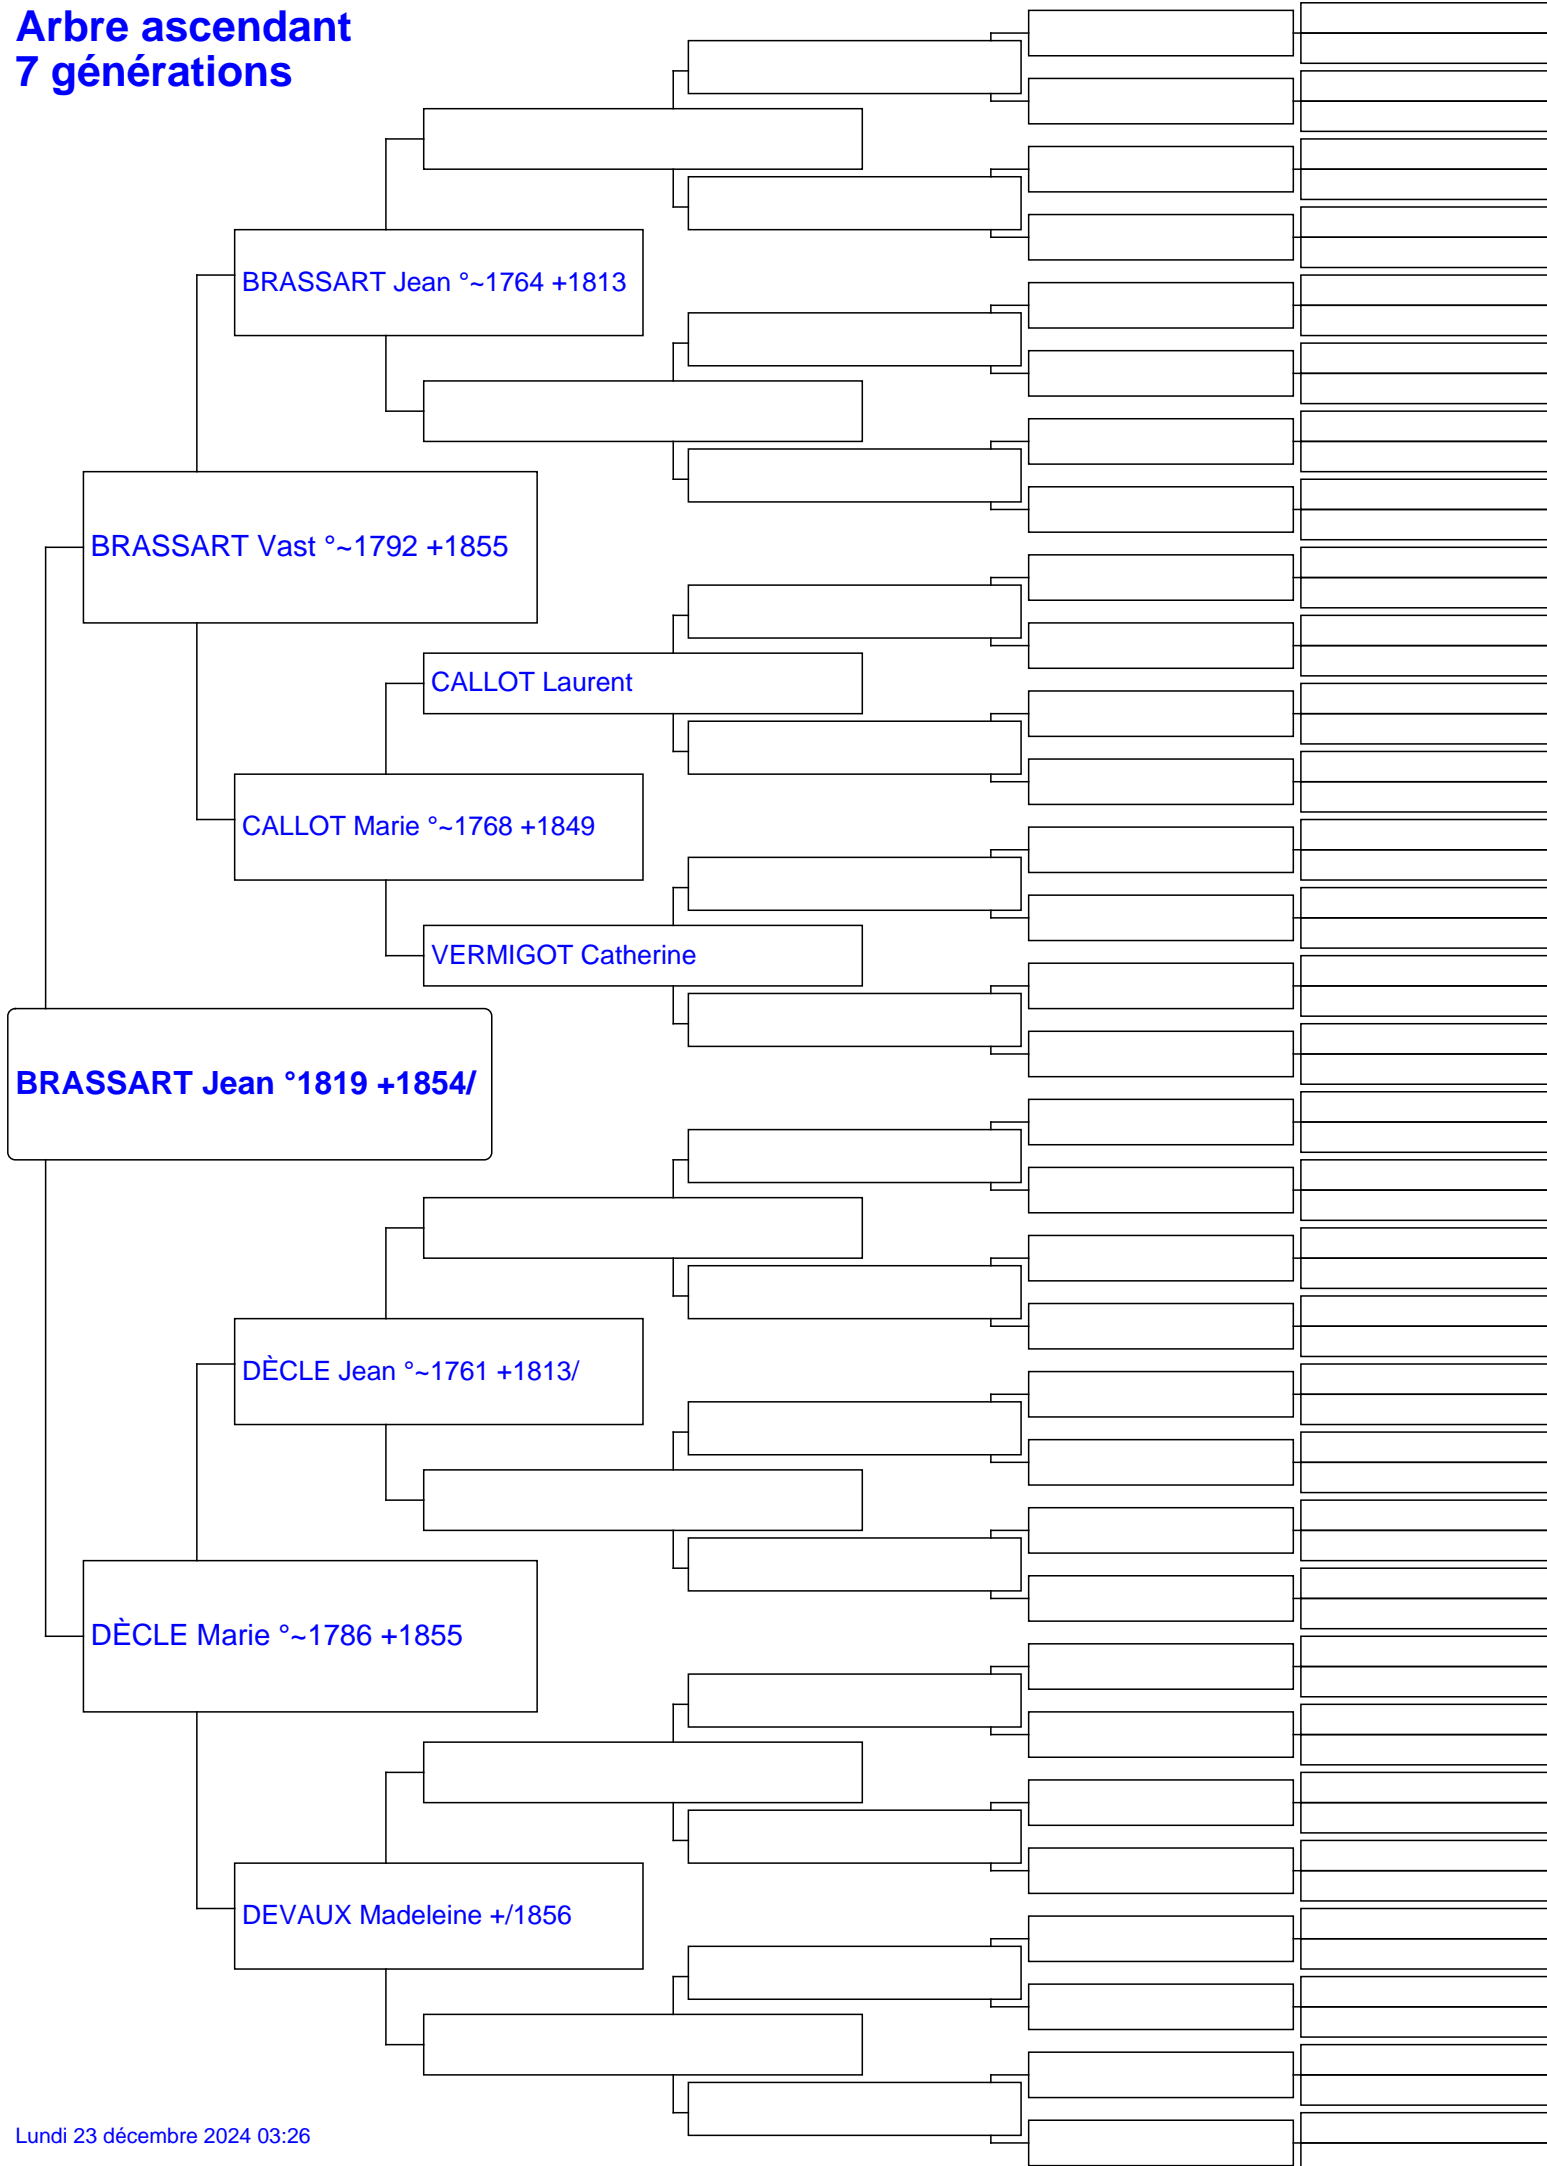 Arbre ascendant
7 générations
BRASSART Jean °~1764 +1813
BRASSART Vast °~1792 +1855
CALLOT Laurent
CALLOT Marie °~1768 +1849
VERMIGOT Catherine
BRASSART Jean °1819 +1854/
DÈCLE Jean °~1761 +1813/
DÈCLE Marie °~1786 +1855
DEVAUX Madeleine +/1856
Lundi 23 décembre 2024 03:26